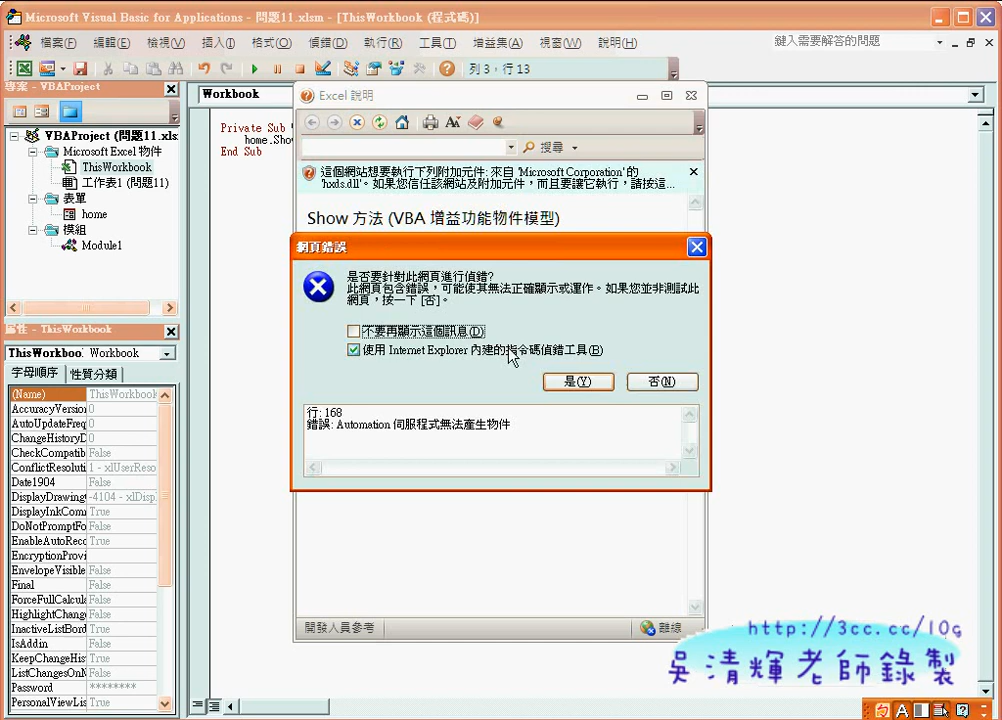 Microsoft Visual Basic for Applications - 問題11.xlsm - [ThisWorkbook (程式碼)]
檔案(F) 編輯(E) 檢視(V) 插入(I) 格式(O) 偵錯(D) 執行(R) 工具(T) 增益集(A) 視窗(W) 說明(H) 鍵入需要解答的問題
列 3，行 13
專案 - VBAProject
VBAProject (問題11.xls
Microsoft Excel 物件
ThisWorkbook
工作表1 (問題11)
表單
home
模組
Module1
屬性 - ThisWorkbook
ThisWorkboo. Workbook
字母順序 性質分類
(Name) ThisWorkbook
AccuracyVersion 0
AutoUpdateFreq 0
ChangeHistoryD 0
CheckCompatib False
ConflictResoluti 1 - xlUserReso
Date1904 False
DisplayDrawing -4104 - xlDisp
DisplayInkComm True
DoNotPromptFo False
EnableAutoReco True
EncryptionProvi
EnvelopeVisible False
Final False
ForceFullCalcula False
HighlightChang False
InactiveListBord True
IsAddin False
KeepChangeHis True
ListChangesOnN False
Password ********
PersonalViewLis True
Workbook
Private Sub
home.Sho
End Sub
Excel 說明
搜尋
這個網站想要執行下列附加元件: 來自 'Microsoft Corporation'的
'hxds.dll'。如果您信任該網站及附加元件，而且要讓它執行，請按這...
Show 方法 (VBA 增益功能物件模型)
網頁錯誤
是否要針對此網頁進行偵錯?
此網頁包含錯誤，可能使其無法正確顯示或運作。如果您並非測試此
網頁，按一下 [否]。
不要再顯示這個訊息(D)
使用 Internet Explorer 內建的指令碼偵錯工具(B)
是(Y) 否(N)
行: 168
錯誤: Automation 伺服程式無法產生物件
開發人員參考 離線
http://3cc.cc/10g
吳清輝老師錄製